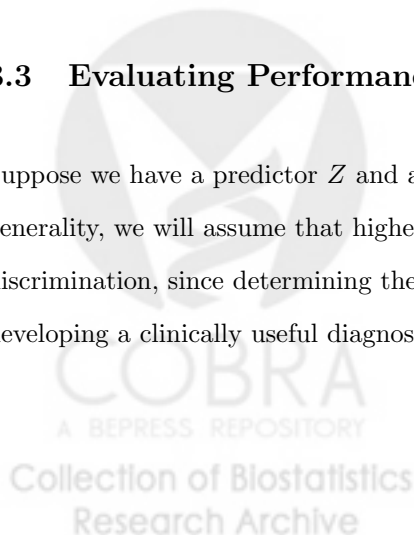 3.3 Evaluating Performanc
uppose we have a predictor Z and a
enerality, we will assume that highe
iscrimination, since determining the
eveloping a clinically useful diagnos
COBRA
A BEPRESS REPOSITORY
Collection of Biostatistics
Research Archive